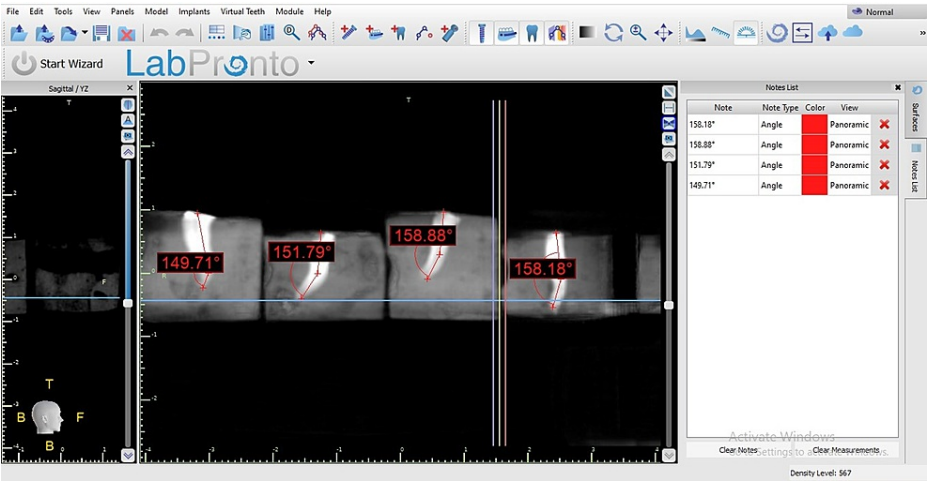 File Edit Tools View Panels Model Implants Virtual Teeth Module Help
Normal
Start Wizard LabPronto
Sagittal / YZ
Notes List
Note Note Type Color View
158.18° Angle Panoramic
158.88° Angle Panoramic
151.79° Angle Panoramic
149.71° Angle Panoramic
Surfaces
Notes List
T
T
149.71°
151.79°
158.88°
158.18°
F
T
B F
B
Activate Windows
Clear Notes Clear Measurements
Density Level: 567